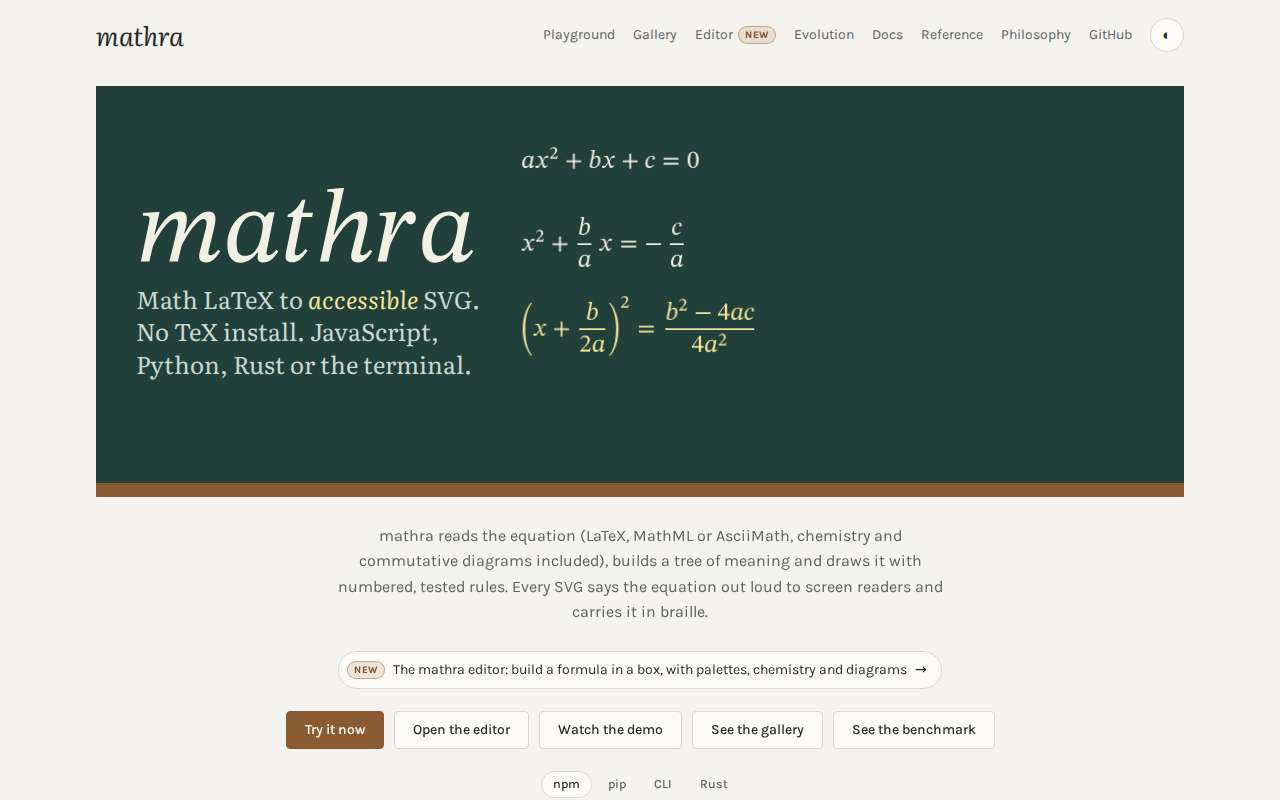 mathra
Playground Gallery Editor NEW Evolution Docs Reference Philosophy GitHub
mathra
Math LaTeX to accessible SVG.
No TeX install. JavaScript,
Python, Rust or the terminal.
ax² + bx + c = 0
x² + b/a x = − c/a
(x + b/2a)² = b² − 4ac / 4a²
mathra reads the equation (LaTeX, MathML or AsciiMath, chemistry and
commutative diagrams included), builds a tree of meaning and draws it with
numbered, tested rules. Every SVG says the equation out loud to screen readers and
carries it in braille.
NEW The mathra editor: build a formula in a box, with palettes, chemistry and diagrams →
Try it now Open the editor Watch the demo See the gallery See the benchmark
npm pip CLI Rust